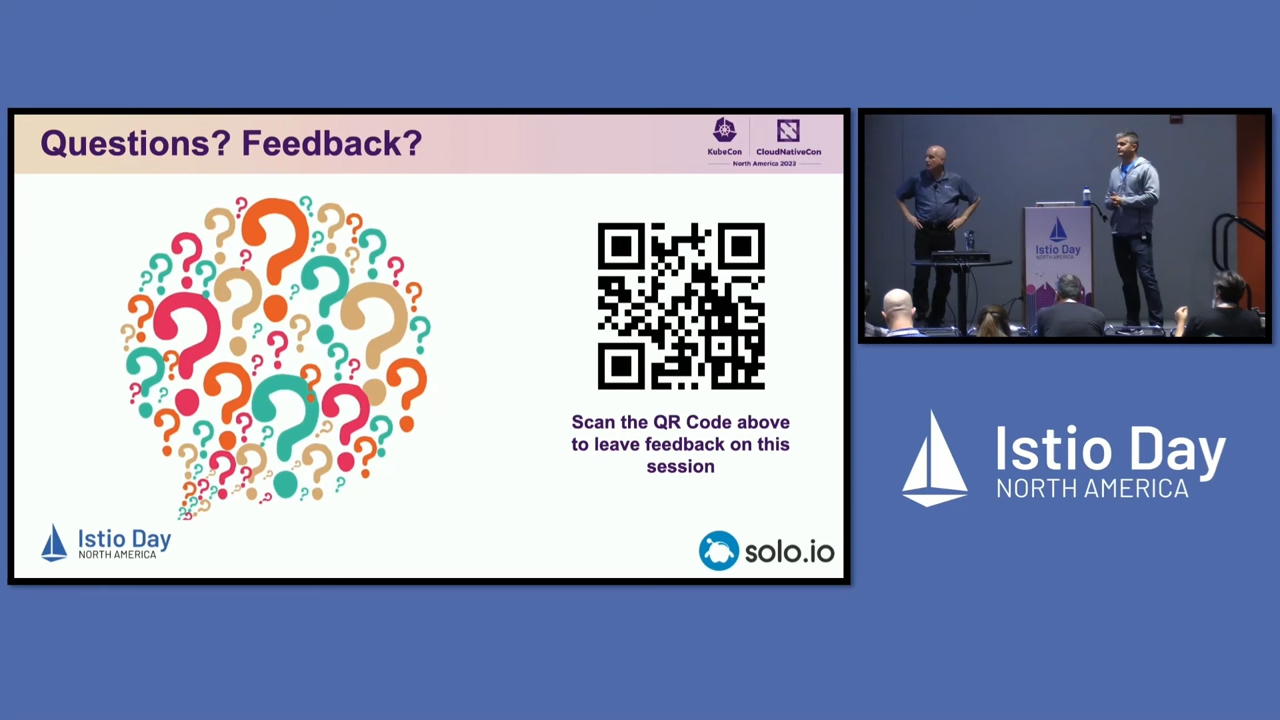 Questions? Feedback?
KubeCon
CloudNativeCon
North America 2023
Scan the QR Code above
to leave feedback on this
session
Istio Day
NORTH AMERICA
solo.io
Istio Day
NORTH AMERICA
Istio Day
NORTH AMERICA